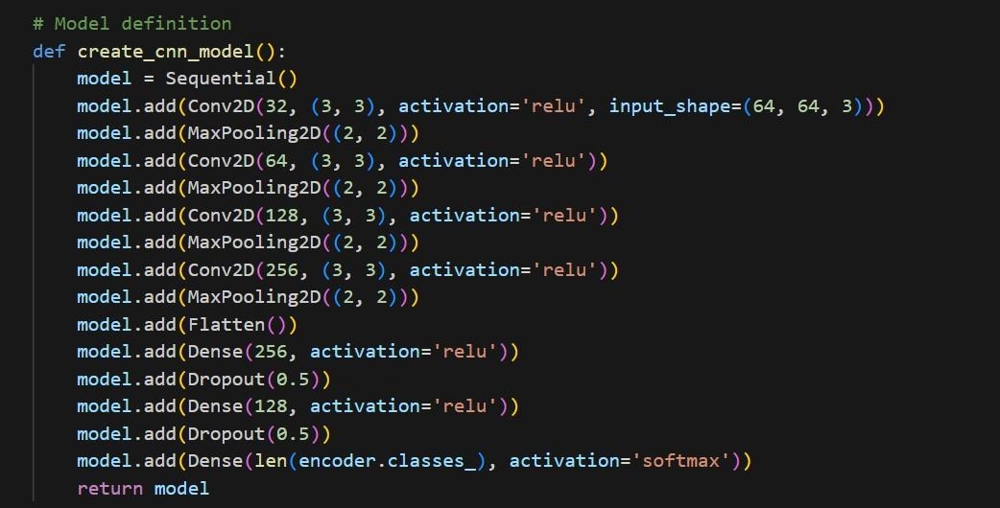 # Model definition
def create_cnn_model():
    model = Sequential()
    model.add(Conv2D(32, (3, 3), activation='relu', input_shape=(64, 64, 3)))
    model.add(MaxPooling2D((2, 2)))
    model.add(Conv2D(64, (3, 3), activation='relu'))
    model.add(MaxPooling2D((2, 2)))
    model.add(Conv2D(128, (3, 3), activation='relu'))
    model.add(MaxPooling2D((2, 2)))
    model.add(Conv2D(256, (3, 3), activation='relu'))
    model.add(MaxPooling2D((2, 2)))
    model.add(Flatten())
    model.add(Dense(256, activation='relu'))
    model.add(Dropout(0.5))
    model.add(Dense(128, activation='relu'))
    model.add(Dropout(0.5))
    model.add(Dense(len(encoder.classes_), activation='softmax'))
    return model